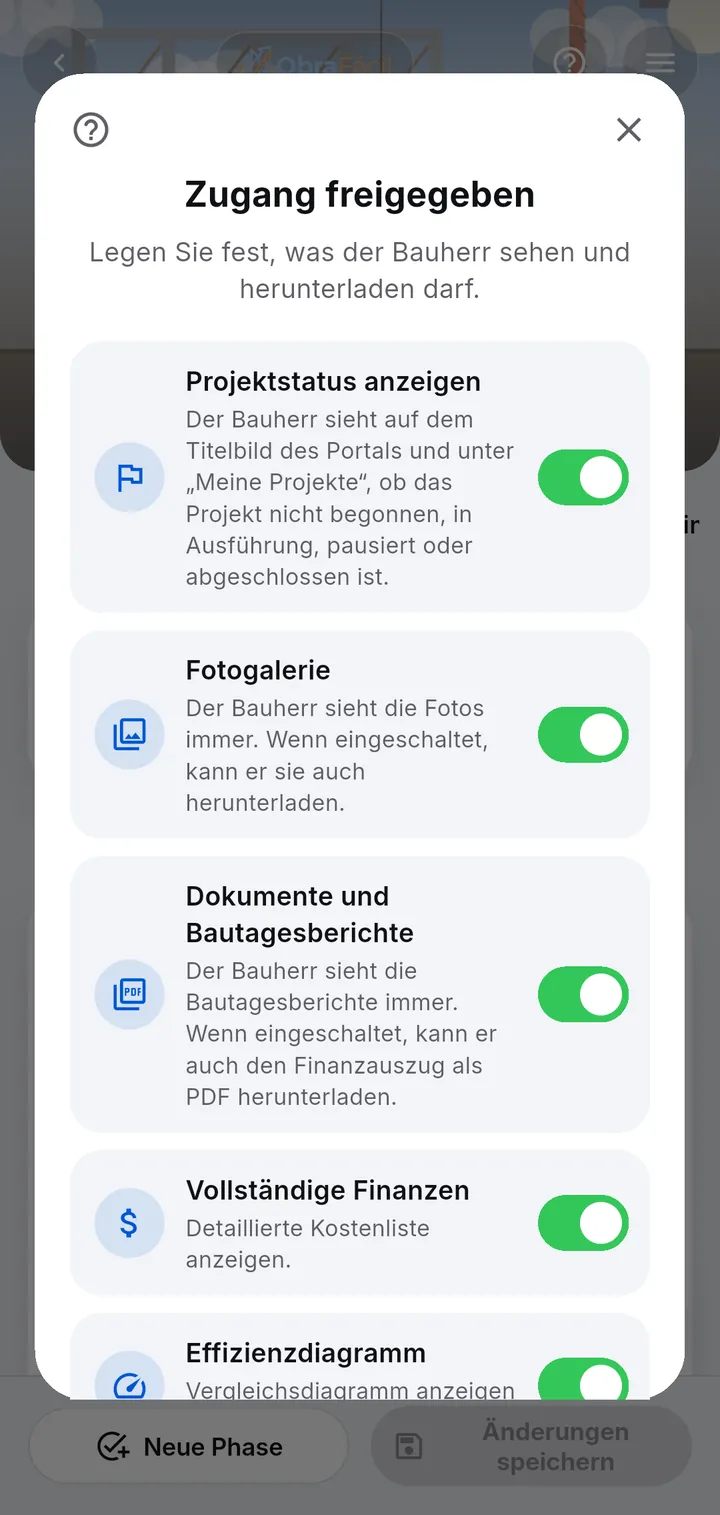 ObraFácil
Zugang freigegeben
Legen Sie fest, was der Bauherr sehen und
herunterladen darf.
Projektstatus anzeigen
Der Bauherr sieht auf dem
Titelbild des Portals und unter
„Meine Projekte“, ob das
Projekt nicht begonnen, in
Ausführung, pausiert oder
abgeschlossen ist.
Fotogalerie
Der Bauherr sieht die Fotos
immer. Wenn eingeschaltet,
kann er sie auch
herunterladen.
Dokumente und
Bautagesberichte
PDF
Der Bauherr sieht die
Bautagesberichte immer.
Wenn eingeschaltet, kann er
auch den Finanzauszug als
PDF herunterladen.
Vollständige Finanzen
Detaillierte Kostenliste
anzeigen.
Effizienzdiagramm
Vergleichsdiagramm anzeigen
Neue Phase
Änderungen
speichern